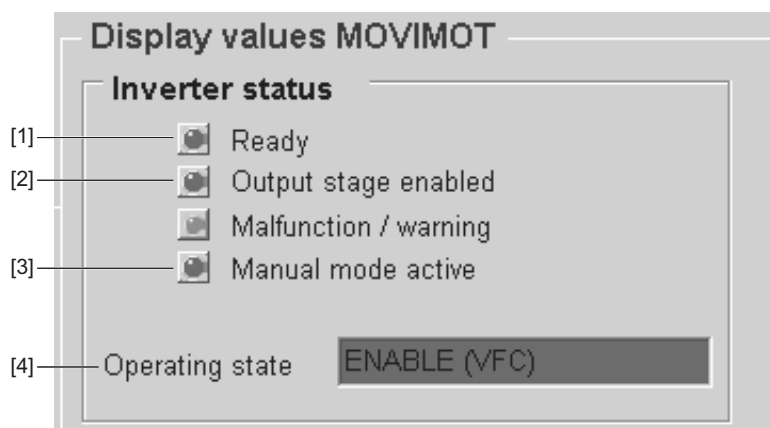 Display values MOVIMOT
Inverter status
[1] Ready
[2] Output stage enabled
Malfunction / warning
[3] Manual mode active
[4] Operating state ENABLE (VFC)